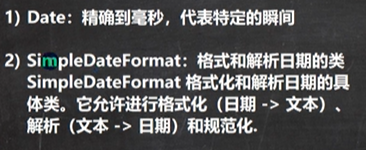 1) Date：精确到毫秒，代表特定的瞬间
2) SimpleDateFormat：格式和解析日期的类
SimpleDateFormat 格式化和解析日期的具
体类。它允许进行格式化（日期 -> 文本）、
解析（文本 -> 日期）和规范化.